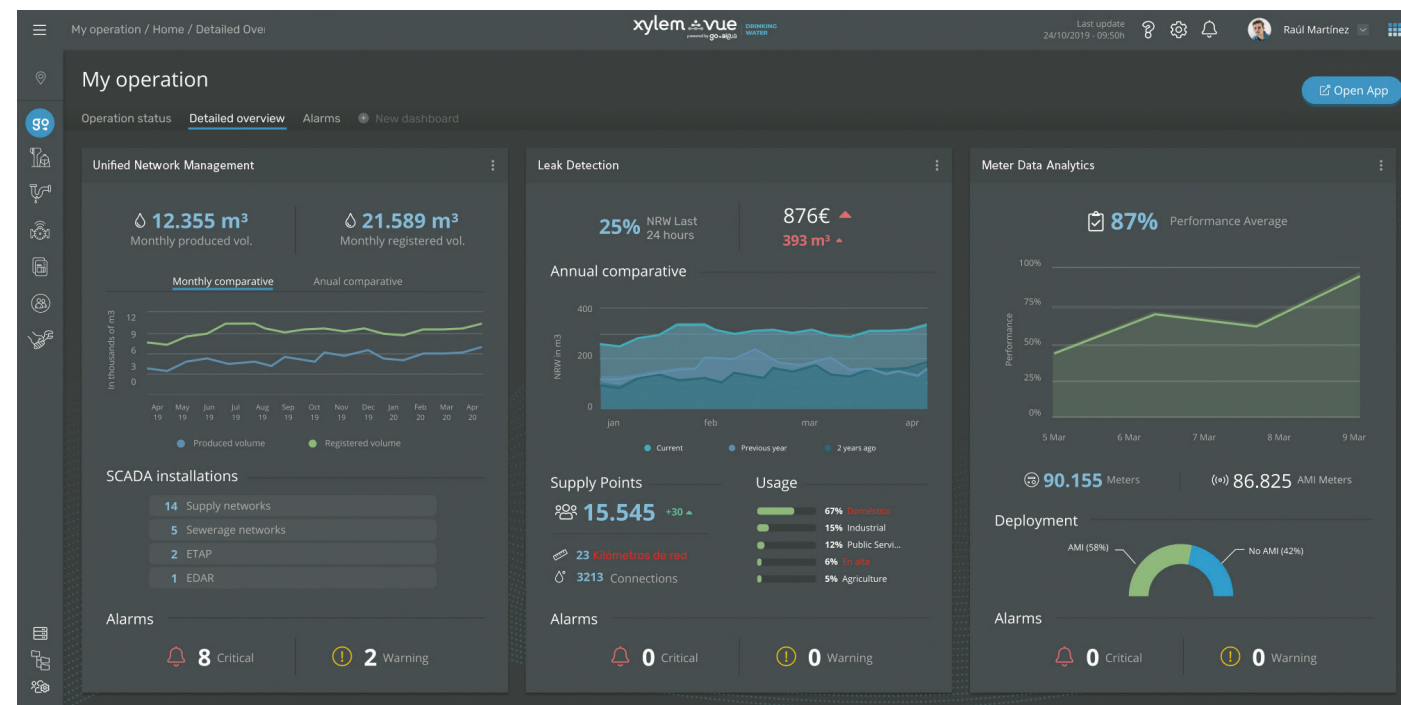 My operation / Home / Detailed Over
xylem vue
powered by go·aigua
DRINKING
WATER
Last update
24/10/2019 - 09:50h
Raúl Martínez
My operation
Open App
go
Operation status
Detailed overview
Alarms
New dashboard
Unified Network Management
12.355 m³
Monthly produced vol.
21.589 m³
Monthly registered vol.
Monthly comparative
Anual comparative
In thousands of m3
12
9
6
3
0
Apr May Jun Jul Aug Sep Oct Nov Dec Jan Feb Mar Apr
19 19 19 19 19 19 19 19 19 20 20 20 20
Produced volume
Registered volume
SCADA installations
14 Supply networks
5 Sewerage networks
2 ETAP
1 EDAR
Alarms
8 Critical
2 Warning
Leak Detection
25% NRW Last
24 hours
876€
393 m³
Annual comparative
NRW in m3
400
200
0
jan feb mar apr
Current
Previous year
2 years ago
Supply Points
15.545 +30
23 Kilómetros de red
3213 Connections
Usage
67% Doméstico
15% Industrial
12% Public Servi...
6% En alta
5% Agriculture
Alarms
0 Critical
0 Warning
Meter Data Analytics
87% Performance Average
Performance
100%
75%
50%
25%
0%
5 Mar 6 Mar 7 Mar 8 Mar 9 Mar
90.155 Meters
86.825 AMI Meters
Deployment
AMI (58%)
No AMI (42%)
Alarms
0 Critical
0 Warning